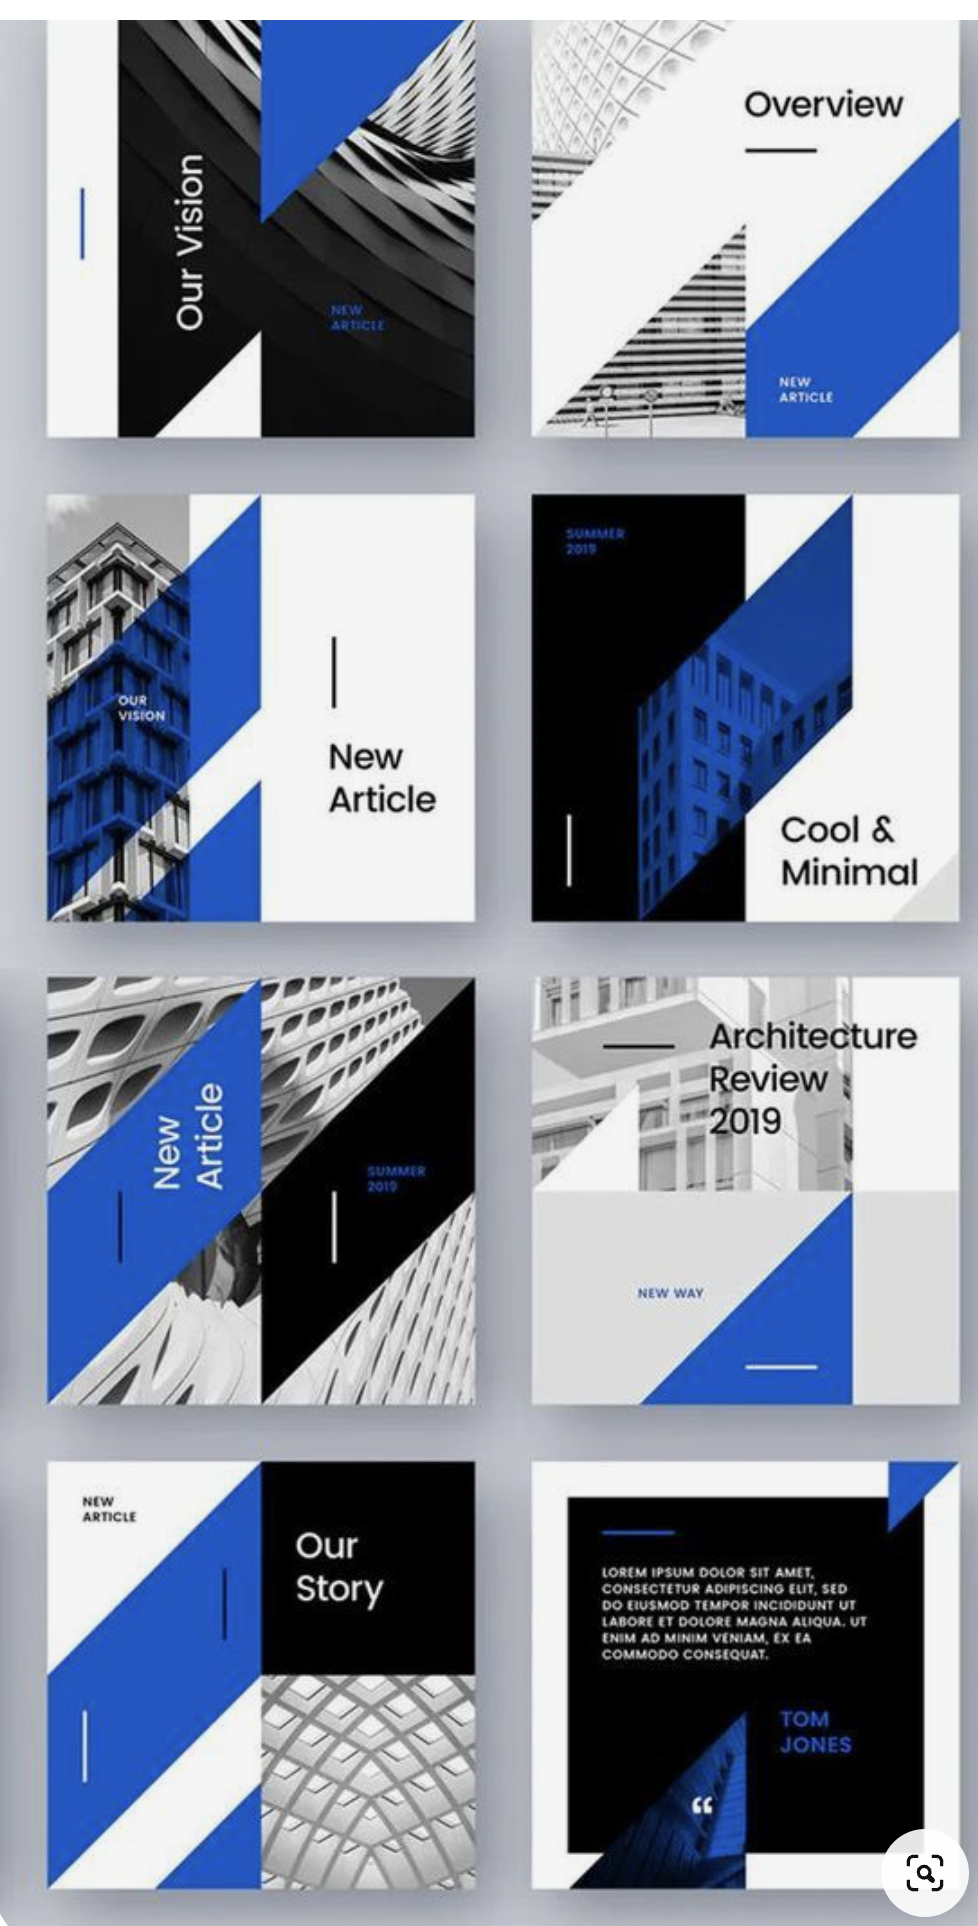 Our Vision
NEW
ARTICLE
Overview
NEW
ARTICLE
OUR
VISION
New
Article
SUMMER
2019
Cool &
Minimal
New
Article
SUMMER
2019
Architecture
Review
2019
NEW WAY
NEW
ARTICLE
Our
Story
LOREM IPSUM DOLOR SIT AMET,
CONSECTETUR ADIPISCING ELIT, SED
DO EIUSMOD TEMPOR INCIDIDUNT UT
LABORE ET DOLORE MAGNA ALIQUA. UT
ENIM AD MINIM VENIAM, EX EA
COMMODO CONSEQUAT.
TOM
JONES
“